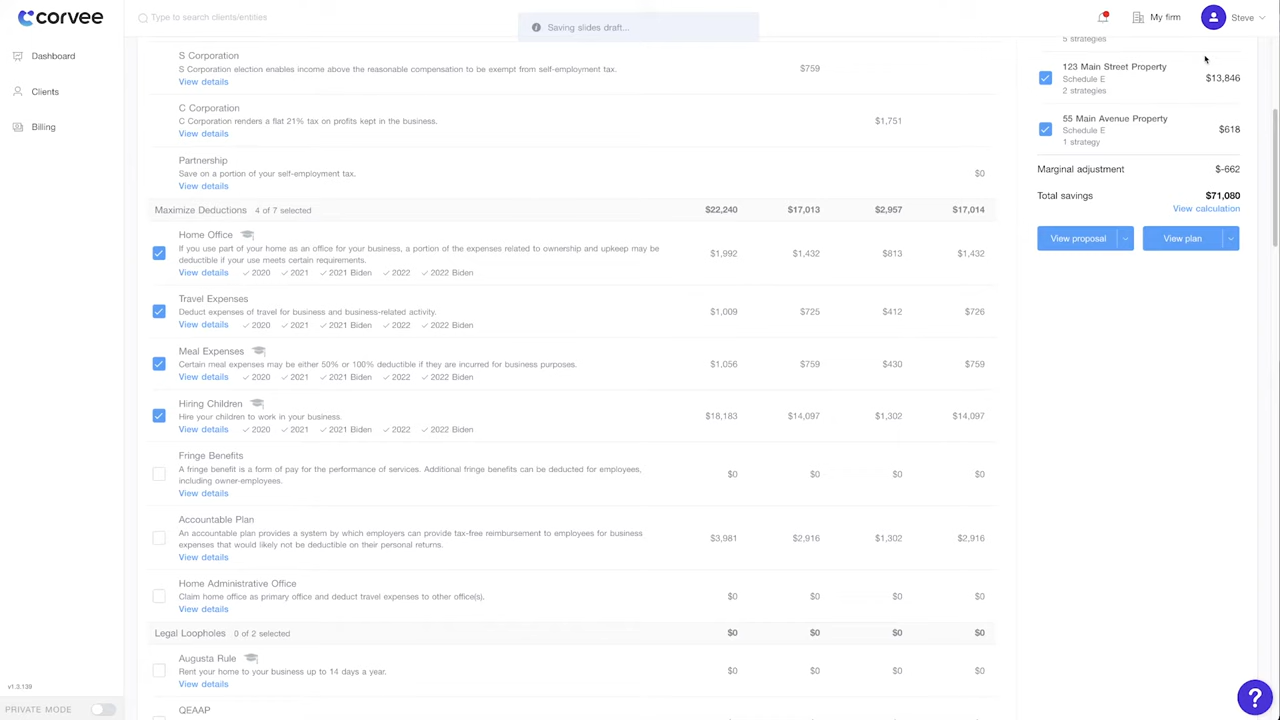 corvee
Type to search clients/entities
Saving slides draft...
My firm
Steve
Dashboard
Clients
Billing
v1.3.139
PRIVATE MODE
S Corporation
S Corporation election enables income above the reasonable compensation to be exempt from self-employment tax.
$759
View details
C Corporation
C Corporation renders a flat 21% tax on profits kept in the business.
$1,751
View details
Partnership
Save on a portion of your self-employment tax.
$0
View details
Maximize Deductions 4 of 7 selected $22,240 $17,013 $2,957 $17,014
Home Office
If you use part of your home as an office for your business, a portion of the expenses related to ownership and upkeep may be
deductible if your use meets certain requirements.
$1,992 $1,432 $813 $1,432
View details 2020 2021 2021 Biden 2022 2022 Biden
Travel Expenses
Deduct expenses of travel for business and business-related activity.
$1,009 $725 $412 $726
View details 2020 2021 2021 Biden 2022 2022 Biden
Meal Expenses
Certain meal expenses may be either 50% or 100% deductible if they are incurred for business purposes.
$1,056 $759 $430 $759
View details 2020 2021 2021 Biden 2022 2022 Biden
Hiring Children
Hire your children to work in your business.
$18,183 $14,097 $1,302 $14,097
View details 2020 2021 2021 Biden 2022 2022 Biden
Fringe Benefits
A fringe benefit is a form of pay for the performance of services. Additional fringe benefits can be deducted for employees,
including owner-employees.
$0 $0 $0 $0
View details
Accountable Plan
An accountable plan provides a system by which employers can provide tax-free reimbursement to employees for business
expenses that would likely not be deductible on their personal returns.
$3,981 $2,916 $1,302 $2,916
View details
Home Administrative Office
Claim home office as primary office and deduct travel expenses to other office(s).
$0 $0 $0 $0
View details
Legal Loopholes 0 of 2 selected $0 $0 $0 $0
Augusta Rule
Rent your home to your business up to 14 days a year.
$0 $0 $0 $0
View details
QEAAP
5 strategies
123 Main Street Property
Schedule E
$13,846
2 strategies
55 Main Avenue Property
Schedule E
$618
1 strategy
Marginal adjustment $-662
Total savings $71,080
View calculation
View proposal
View plan
?